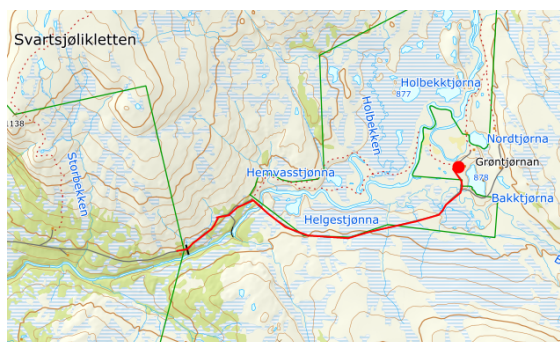 Svartsjølikletten
Holbekktjørna
877
Holbekken
Nordtjørna
1138
Grøntjørnan
Storbekken
Hemvasstjønna
878
Bakktjørna
Helgestjønna